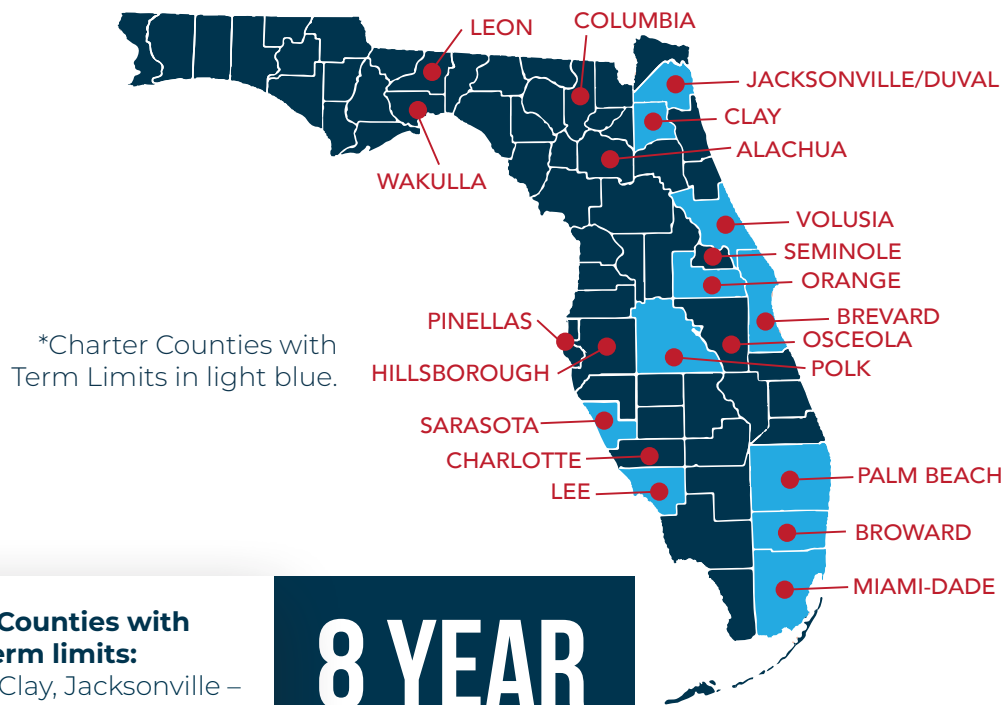 LEON
COLUMBIA
JACKSONVILLE/DUVAL
CLAY
ALACHUA
WAKULLA
VOLUSIA
SEMINOLE
ORANGE
PINELLAS
BREVARD
OSCEOLA
*Charter Counties with
Term Limits in light blue.
HILLSBOROUGH
POLK
SARASOTA
CHARLOTTE
LEE
PALM BEACH
BROWARD
MIAMI-DADE
Counties with
erm limits:
Clay, Jacksonville –
8 YEAR